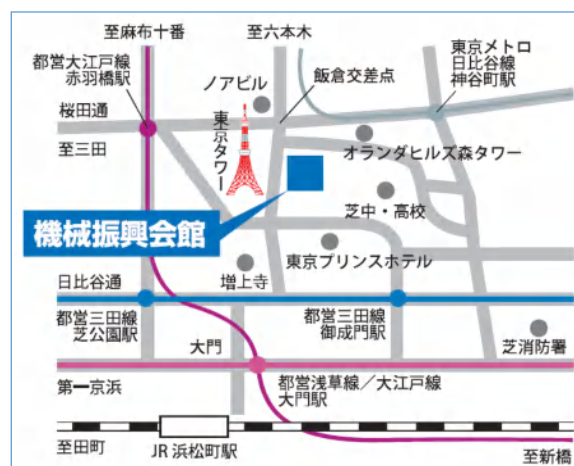 至麻布十番
至六本木
都営大江戸線
赤羽橋駅
ノアビル
飯倉交差点
東京メトロ
日比谷線
神谷町駅
桜田通
至三田
東京タワー
オランダヒルズ森タワー
芝中・高校
機械振興会館
東京プリンスホテル
増上寺
日比谷通
都営三田線
芝公園駅
都営三田線
御成門駅
大門
芝消防署
第一京浜
都営浅草線／大江戸線
大門駅
至田町
JR浜松町駅
至新橋